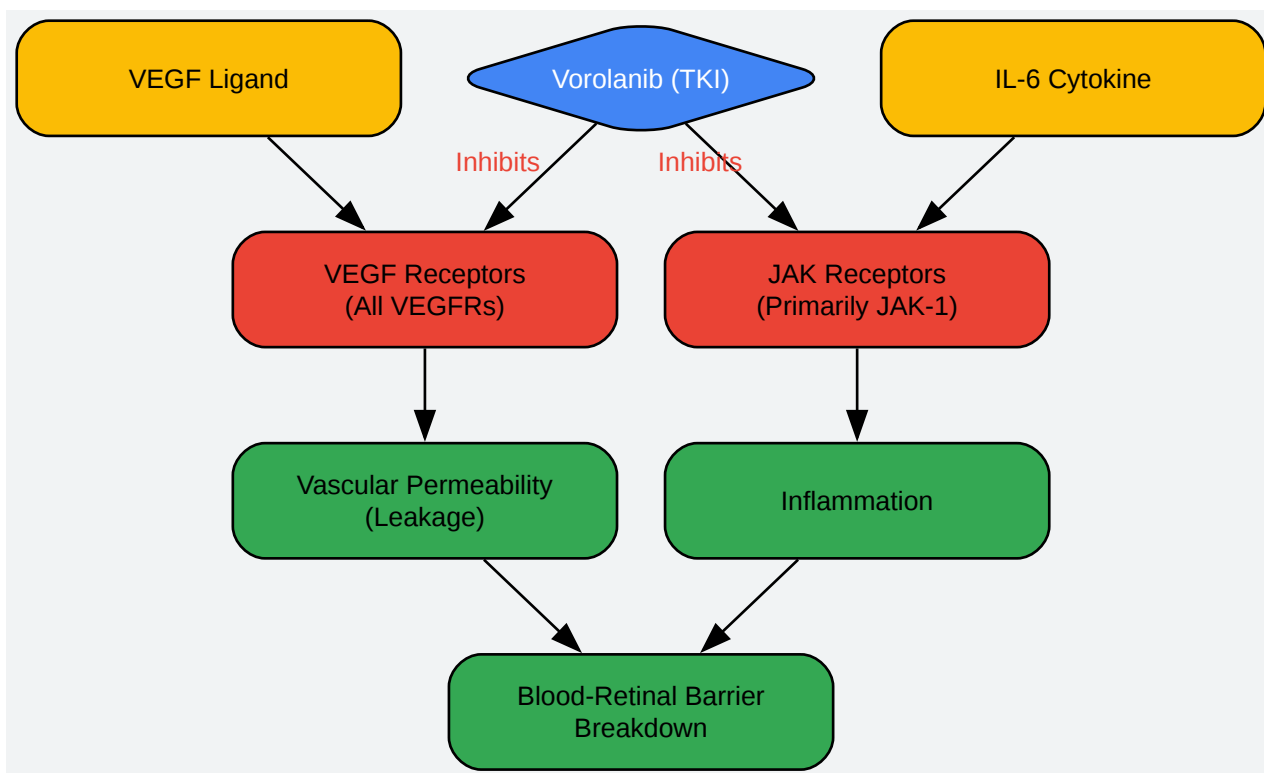 VEGF Ligand
Vorolanib (TKI)
IL-6 Cytokine
Inhibits
Inhibits
VEGF Receptors
(All VEGFRs)
JAK Receptors
(Primarily JAK-1)
Vascular Permeability
(Leakage)
Inflammation
Blood-Retinal Barrier
Breakdown